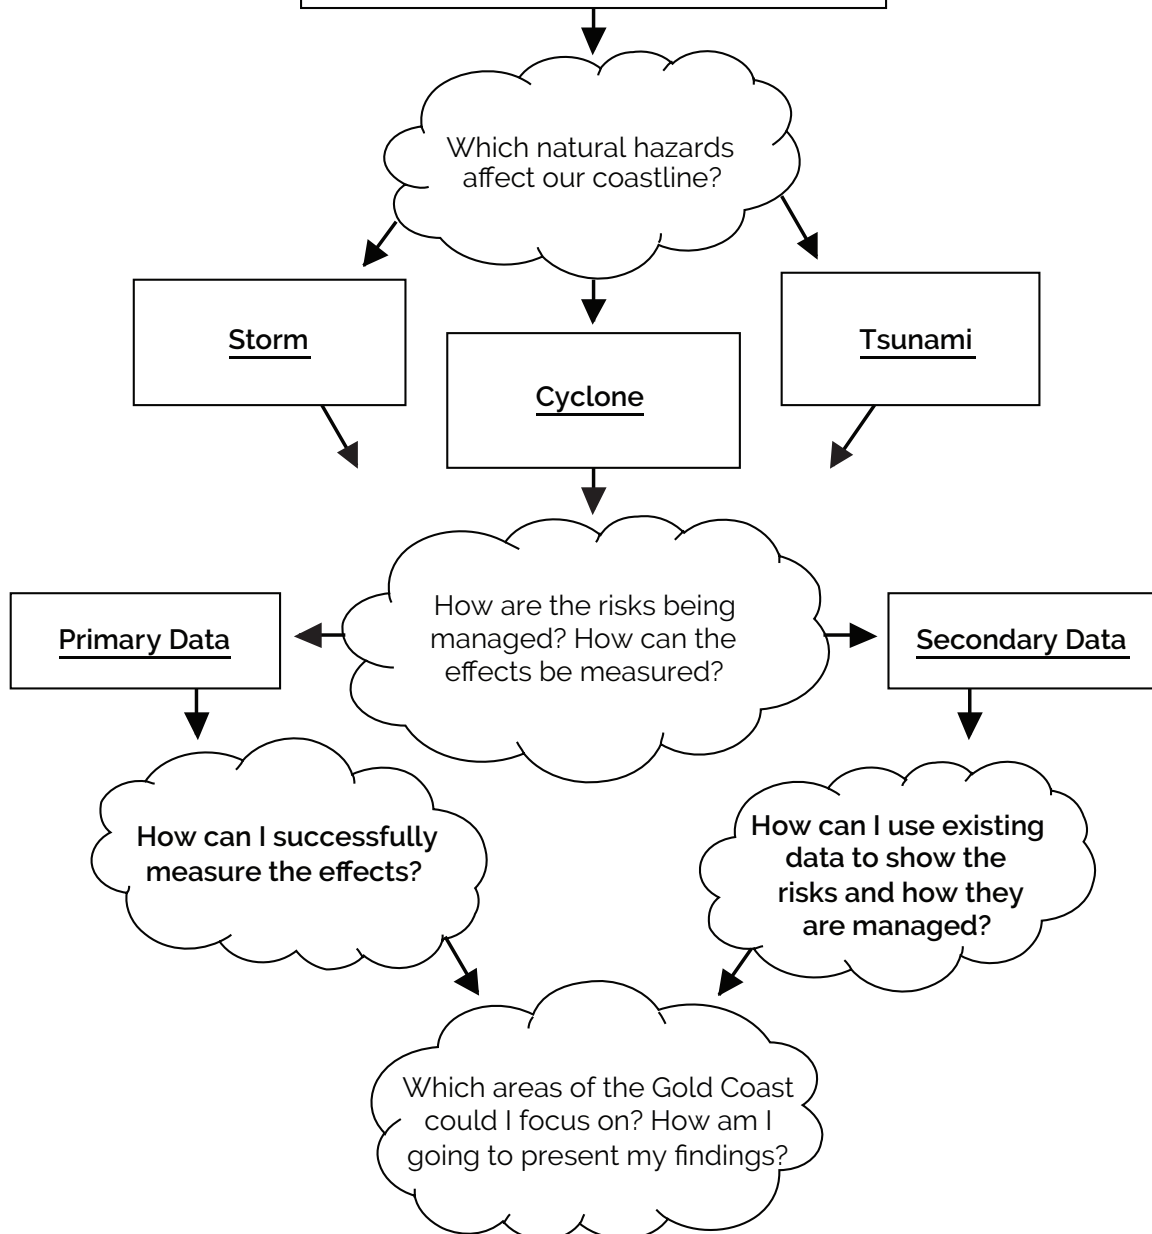 Which natural hazards
affect our coastline?
Storm
Cyclone
Tsunami
How are the risks being
managed? How can the
effects be measured?
Primary Data
Secondary Data
How can I successfully
measure the effects?
How can I use existing
data to show the
risks and how they
are managed?
Which areas of the Gold Coast
could I focus on? How am I
going to present my findings?